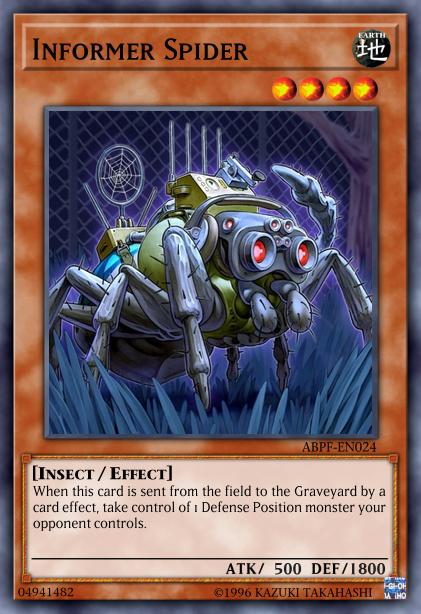 INFORMER SPIDER
EARTH
地
ABPF-EN024
[INSECT / EFFECT]
When this card is sent from the field to the Graveyard by a
card effect, take control of 1 Defense Position monster your
opponent controls.
ATK/ 500 DEF/1800
04941482
©1996 KAZUKI TAKAHASHI